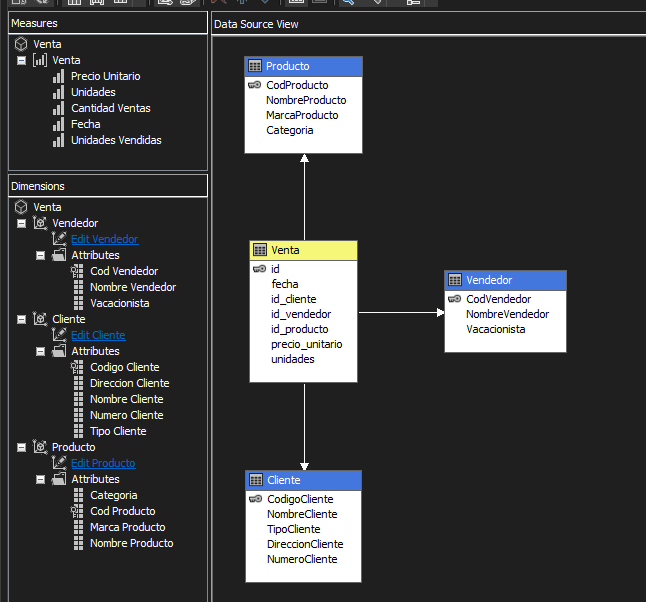 Measures
Venta
Venta
Precio Unitario
Unidades
Cantidad Ventas
Fecha
Unidades Vendidas
Dimensions
Venta
Vendedor
Edit Vendedor
Attributes
Cod Vendedor
Nombre Vendedor
Vacacionista
Cliente
Edit Cliente
Attributes
Codigo Cliente
Direccion Cliente
Nombre Cliente
Numero Cliente
Tipo Cliente
Producto
Edit Producto
Attributes
Categoria
Cod Producto
Marca Producto
Nombre Producto
Data Source View
Producto
CodProducto
NombreProducto
MarcaProducto
Categoria
Venta
id
fecha
id_cliente
id_vendedor
id_producto
precio_unitario
unidades
Vendedor
CodVendedor
NombreVendedor
Vacacionista
Cliente
CodigoCliente
NombreCliente
TipoCliente
DireccionCliente
NumeroCliente